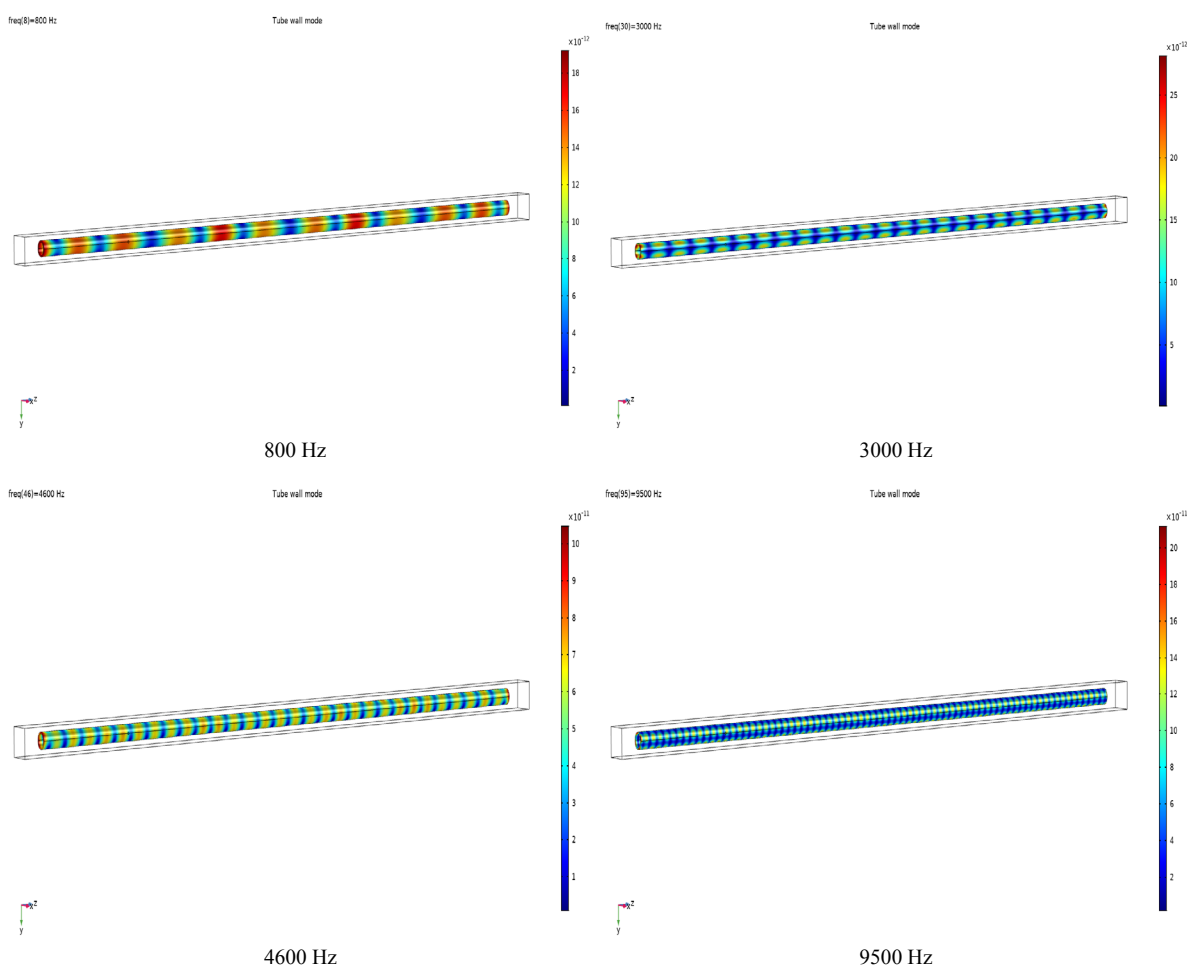 freq(8)=800 Hz
Tube wall mode
×10⁻¹²
18
16
14
12
10
8
6
4
2
y
x
z
800 Hz
freq(30)=3000 Hz
Tube wall mode
×10⁻¹²
25
20
15
10
5
y
x
z
3000 Hz
freq(46)=4600 Hz
Tube wall mode
×10⁻¹¹
10
9
8
7
6
5
4
3
2
1
y
x
z
4600 Hz
freq(95)=9500 Hz
Tube wall mode
×10⁻¹¹
20
18
16
14
12
10
8
6
4
2
y
x
z
9500 Hz